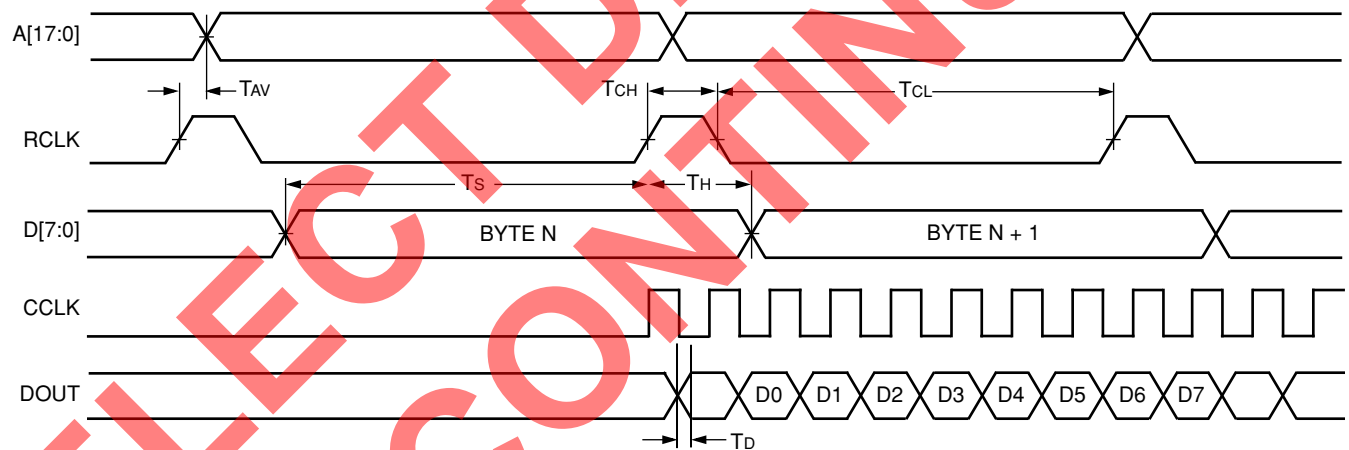 A[17:0]
TAV
TCH
TCL
RCLK
TS
TH
D[7:0]
BYTE N
BYTE N + 1
CCLK
DOUT
D0
D1
D2
D3
D4
D5
D6
D7
TD